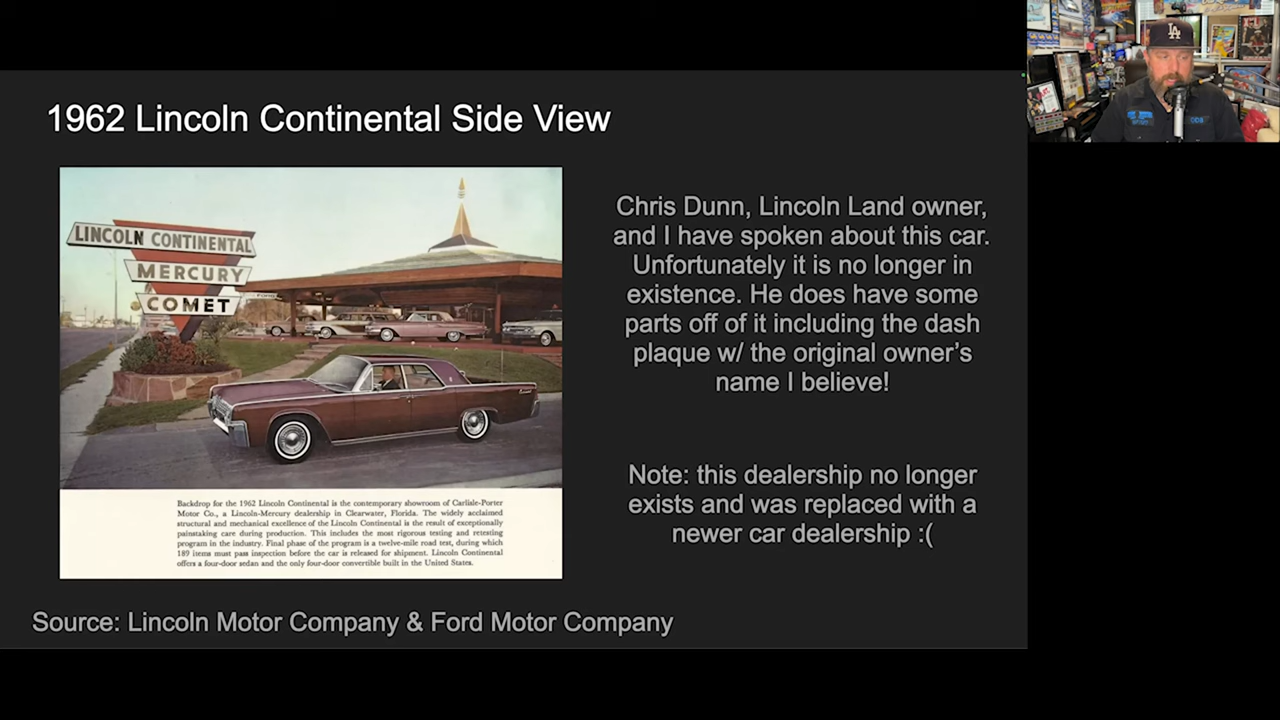 1962 Lincoln Continental Side View
LINCOLN CONTINENTAL
MERCURY
COMET
Backdrop for the 1962 Lincoln Continental is the contemporary showroom of Carlisle-Porter
Motor Co., a Lincoln-Mercury dealership in Clearwater, Florida. The widely acclaimed
structural and mechanical excellence of the Lincoln Continental is the result of exceptionally
painstaking care during production. This includes the most rigorous testing and retesting
program in the industry. Final phase of the program is a twelve-mile road test, during which
189 items must pass inspection before the car is released for shipment. Lincoln Continental
offers a four-door sedan and the only four-door convertible built in the United States.
Chris Dunn, Lincoln Land owner,
and I have spoken about this car.
Unfortunately it is no longer in
existence. He does have some
parts off of it including the dash
plaque w/ the original owner’s
name I believe!
Note: this dealership no longer
exists and was replaced with a
newer car dealership :(
Source: Lincoln Motor Company & Ford Motor Company
LA